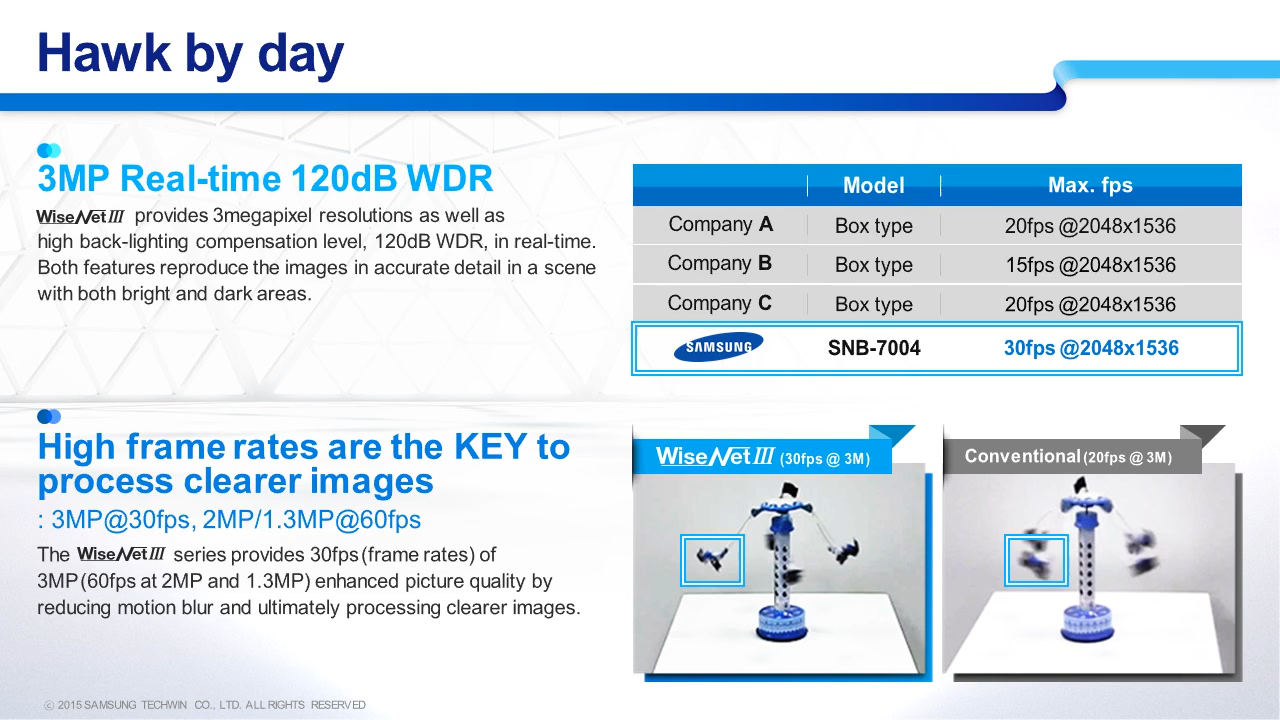 Hawk by day
3MP Real-time 120dB WDR
WiseNet III provides 3megapixel resolutions as well as
high back-lighting compensation level, 120dB WDR, in real-time.
Both features reproduce the images in accurate detail in a scene
with both bright and dark areas.
Model Max. fps
Company A Box type 20fps @2048x1536
Company B Box type 15fps @2048x1536
Company C Box type 20fps @2048x1536
SAMSUNG SNB-7004 30fps @2048x1536
High frame rates are the KEY to
process clearer images
: 3MP@30fps, 2MP/1.3MP@60fps
The WiseNet III series provides 30fps (frame rates) of
3MP (60fps at 2MP and 1.3MP) enhanced picture quality by
reducing motion blur and ultimately processing clearer images.
WiseNet III (30fps @ 3M)
Conventional (20fps @ 3M)
ⓒ 2015 SAMSUNG TECHWIN CO., LTD. ALL RIGHTS RESERVED